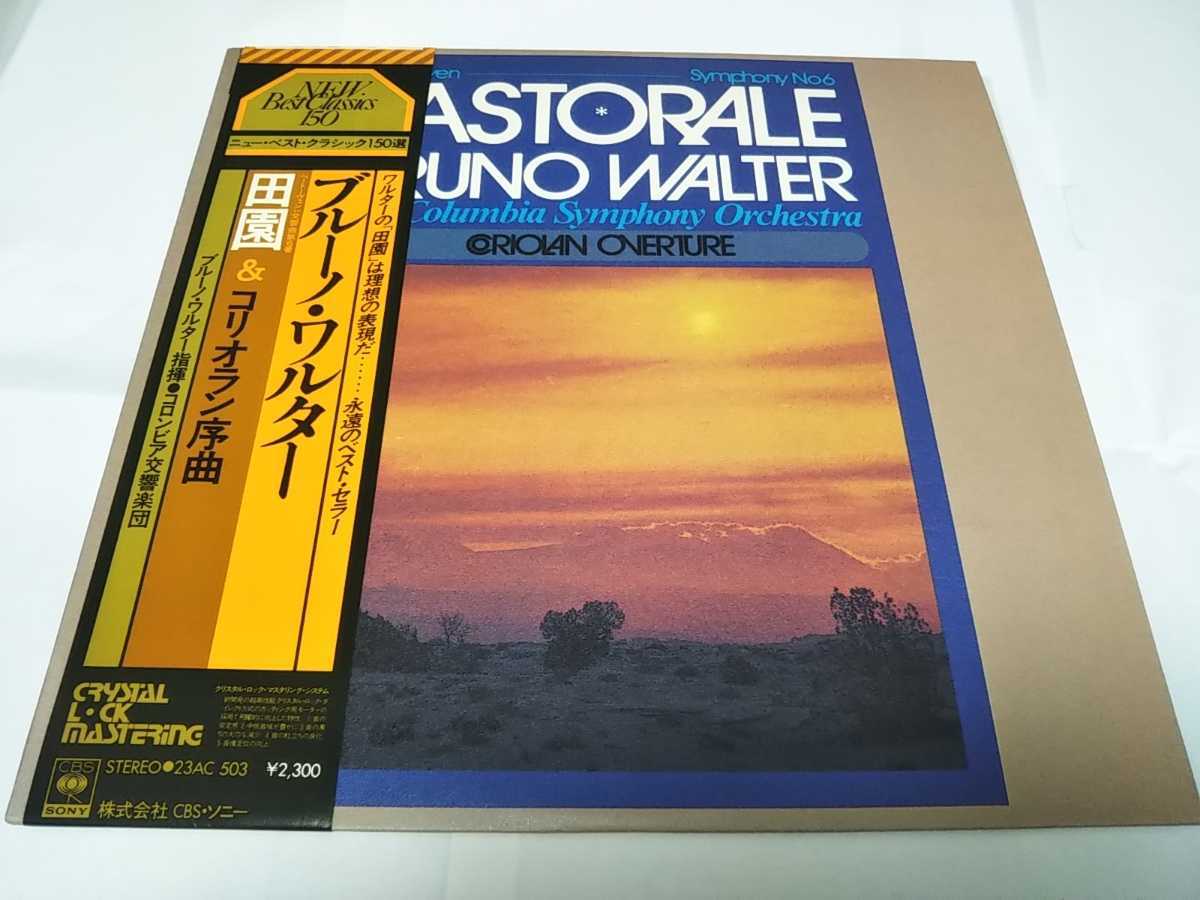 NEW
Best Classics
150
ニュー・ベスト・クラシック150選
ワルターの「田園」は理想の表現だ……永遠のベスト・セラー
ブルーノ・ワルター
田園
& コリオラン序曲
ブルーノ・ワルター指揮●コロンビア交響楽団
CRYSTAL
LOCK
MASTERING
クリスタル・ロック・マスタリング・システム
CBS
SONY
STEREO●23AC 503 ¥2,300
株式会社 CBS・ソニー
ven Symphony No6
ASTORALE
RUNO WALTER
Columbia Symphony Orchestra
CORIOLAN OVERTURE